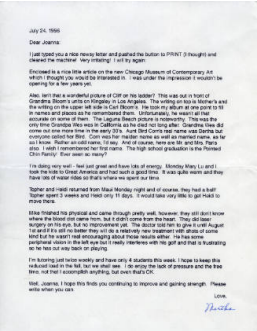 July 24, 1996
Dear Joanna:
I just typed you a nice newsy letter and pushed the button to PRINT (I thought) and
cleared the machine! Very irritating! I will try again
Enclosed is a nice little article on the new Chicago Museum of Contemporary Art
which I thought you would be interested in. I was under the impression it wouldn't be
opening for a few years yet.
Also, isn't that a wonderful picture of Cliff on his ladder? This was out in front of
Grandma Bloom's units on Kingsley in Los Angeles. The writing on top is Mother's and
the writing on the upper left side is Carl Bloom's. He took my album at one point to fill
in names and places as he remembered them. Unfortunately, he wasn't all that
accurate on some of them. The Laguna Beach picture is noteworthy. This was the
only time Grandpa Wes was in California as he died not long after. Grandma Wes did
come out one more time in the early 30's. Aunt Bird Corn's real name was Bertha but
everyone called her Bird. Corn was her maiden name as well as married name, as far
as I know. Rather an odd name, I'd say. And of course, here are Mr. and Mrs. Paris
also. I wish I remembered her first name. The high school graduation is the Pomona
Chin Family! Ever seen so many?
I'm doing very well - feel just great and have lots of energy. Monday Mary Lu and I
took the kids to Great America and had such a good time. It was quite warm and they
have lots of water rides so that's where we spent our time.
Topher and Heidi returned from Maui Monday night and of course, they had a ball!
Topher spent 3 weeks and Heidi only 11 days. It would take very little to get Heidi to
move there.
Mike finished his physical and came through pretty well, however, they still don't know
where the blood clot came from, but it didn't come from the heart. They did laser
surgery on his eye, but no improvement yet. The doctor told him to give it until August
1st and if it's still no better they will do a relatively new treatment with shots of some
kind but he wasn't real encouraging about those results either. He has some
peripheral vision in the left eye but it really interferes with his golf and that is frustrating
so he has cut way back on playing.
I'm tutoring just twice weekly and have only 4 students this week. I hope to keep this
reduced load in the fall, but we shall see. I do enjoy the lack of pressure and the free
time, not that I accomplish anything, but even that's OK.
Well, Joanna, I hope this finds you continuing to improve and gaining strength. Please
write when you can.
Love,